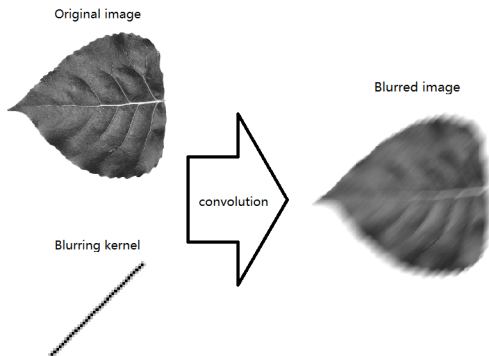 Original image
Blurred image
convolution
Blurring kernel